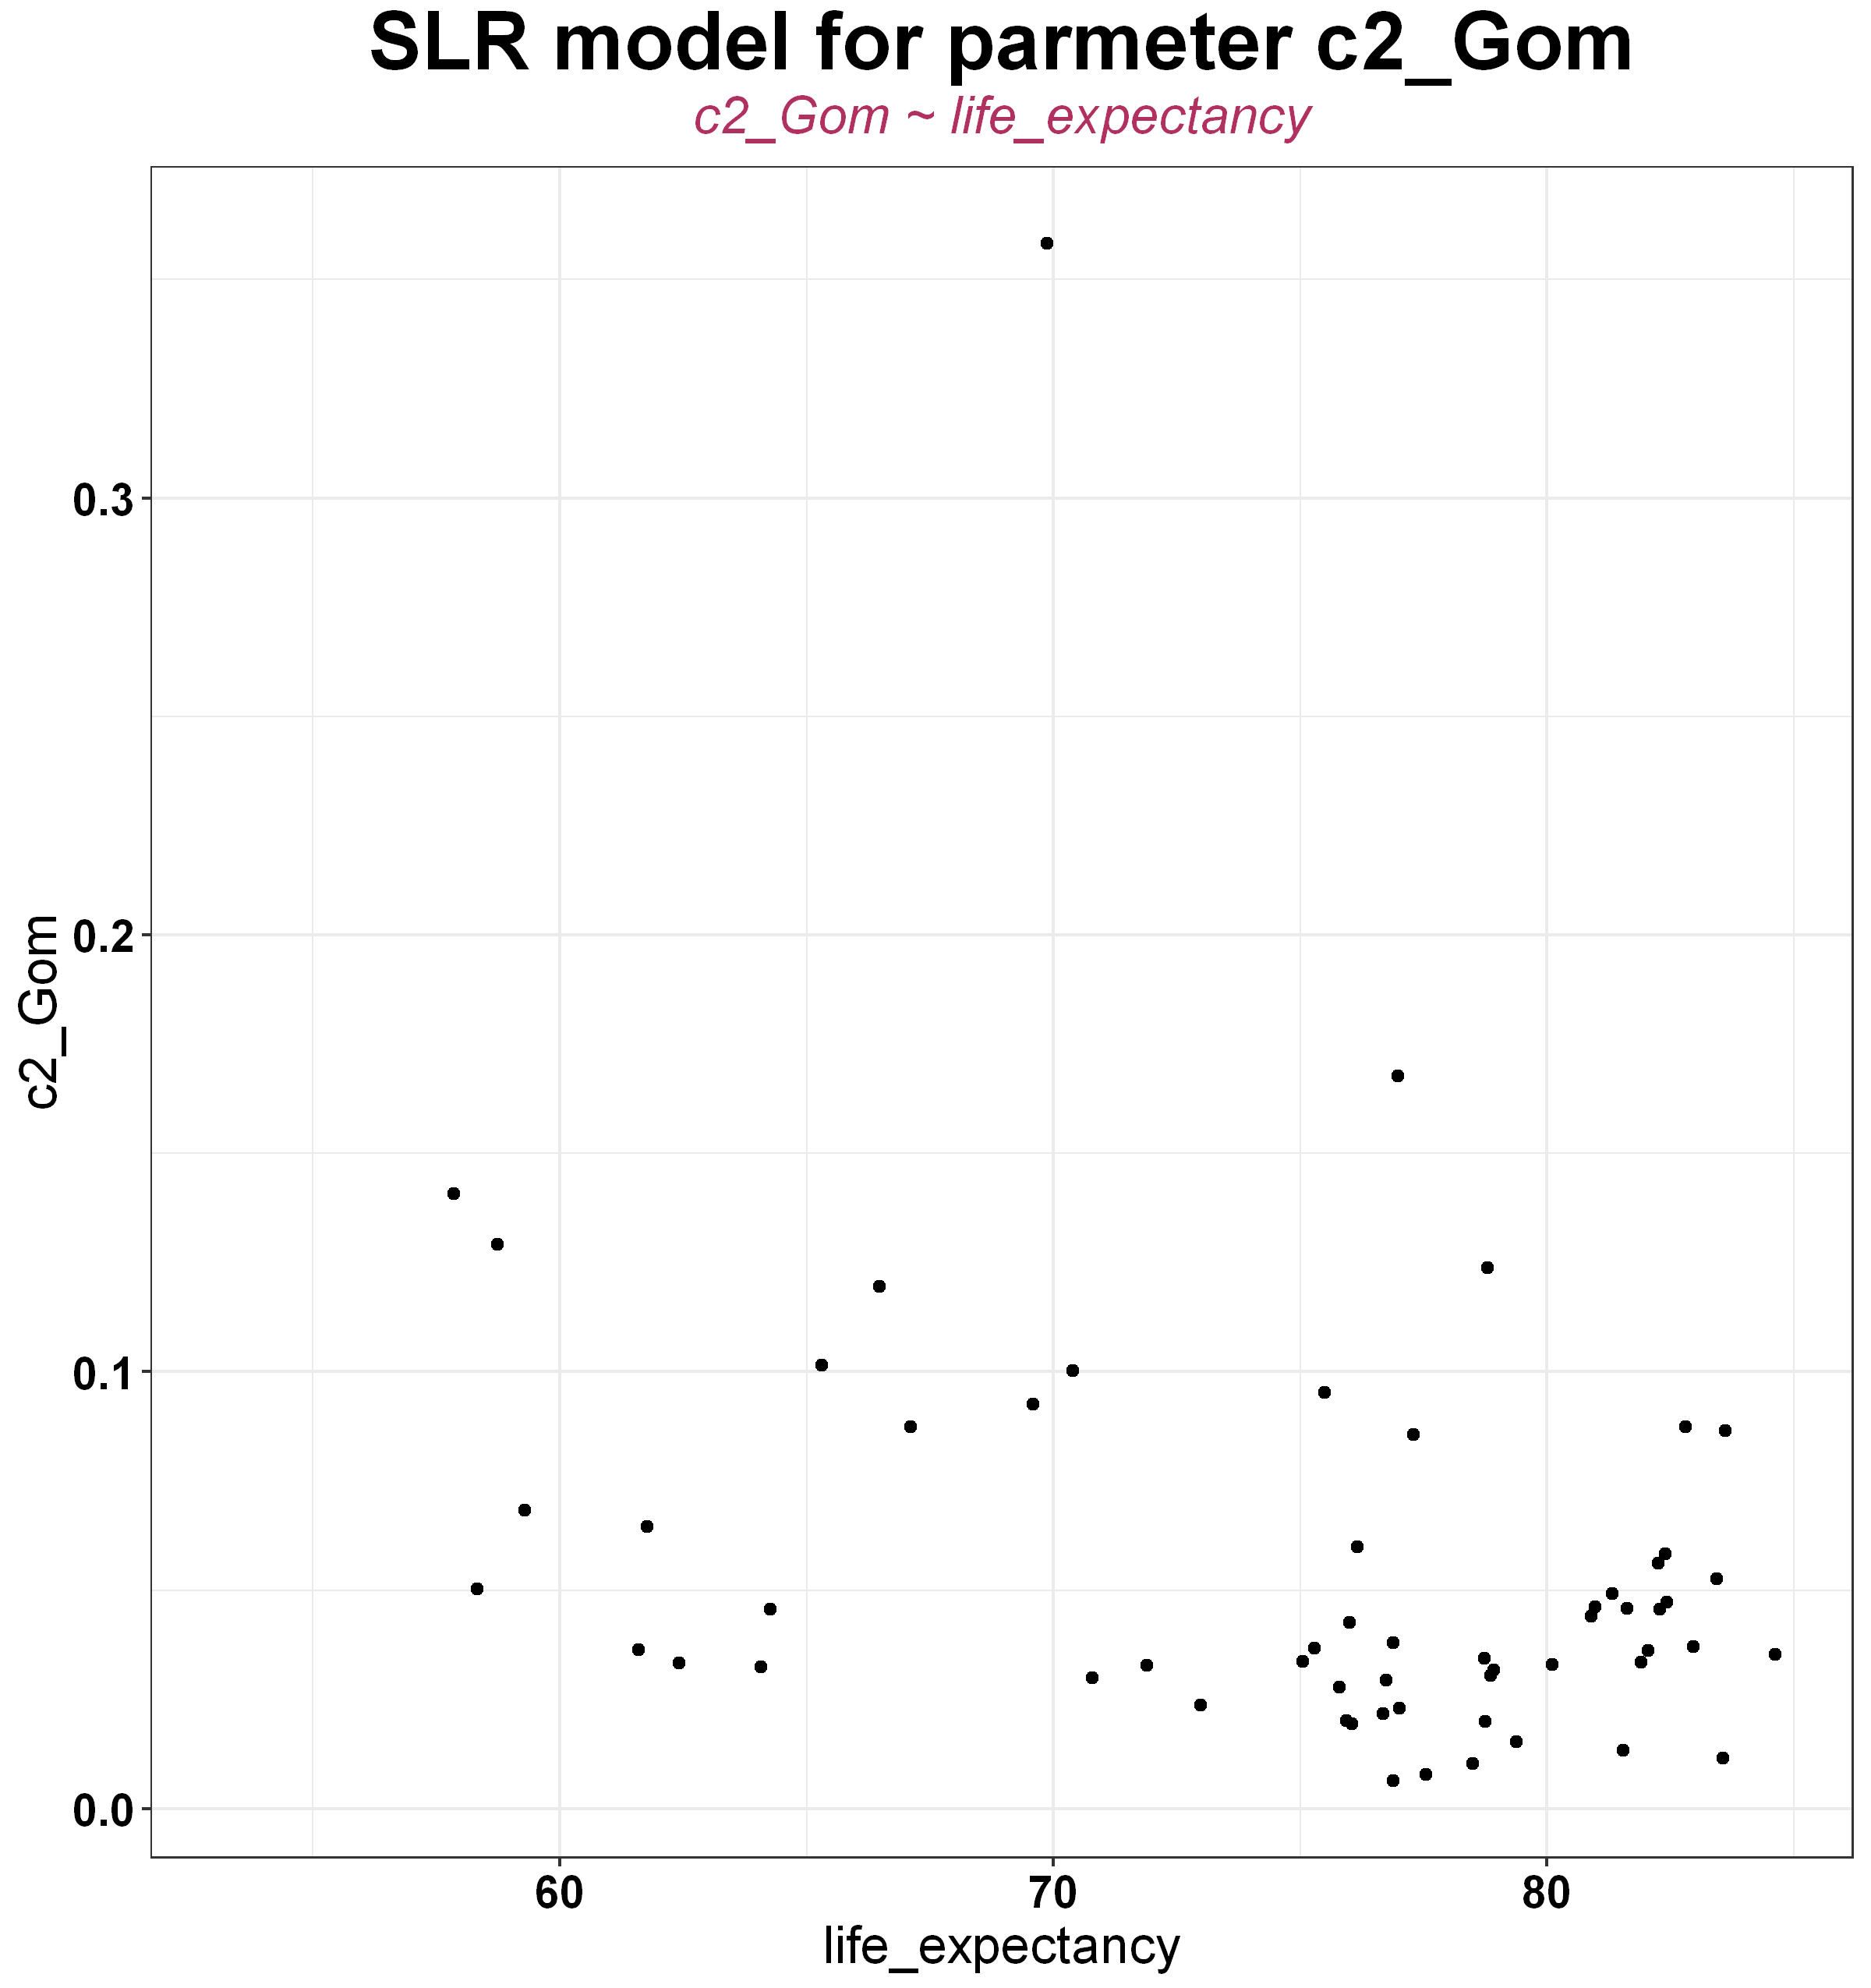 SLR model for parmeter c2_Gom
c2_Gom ~ life_expectancy
c2_Gom
0.3
0.2
0.1
0.0
60
70
80
life_expectancy